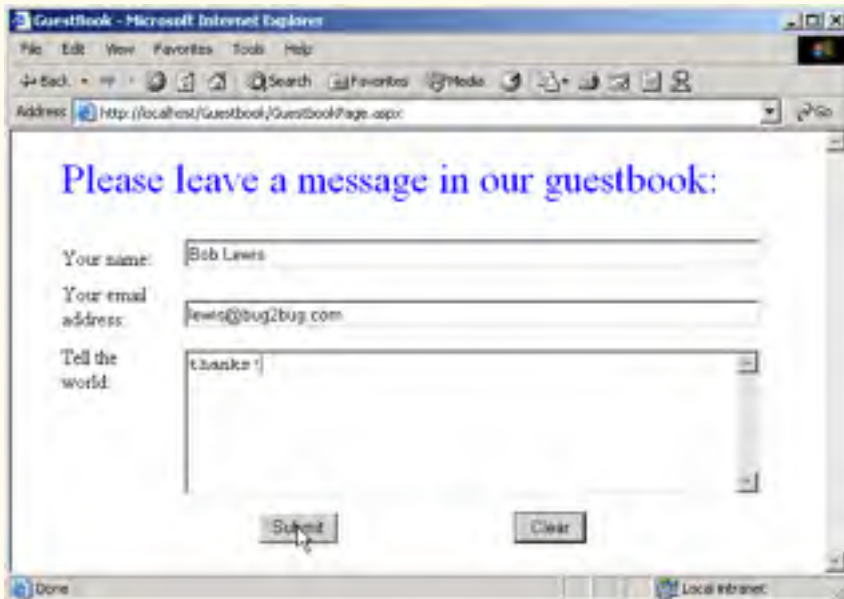 GuestBook - Microsoft Internet Explorer
File Edit View Favorites Tools Help
Back Search Favorites Media
Address http://localhost/Guestbook/GuestbookPage.aspx Go
Please leave a message in our guestbook:
Your name: Bob Lewis
Your email
address: lewis@bug2bug.com
Tell the
world: thanks!
Submit Clear
Done Local intranet